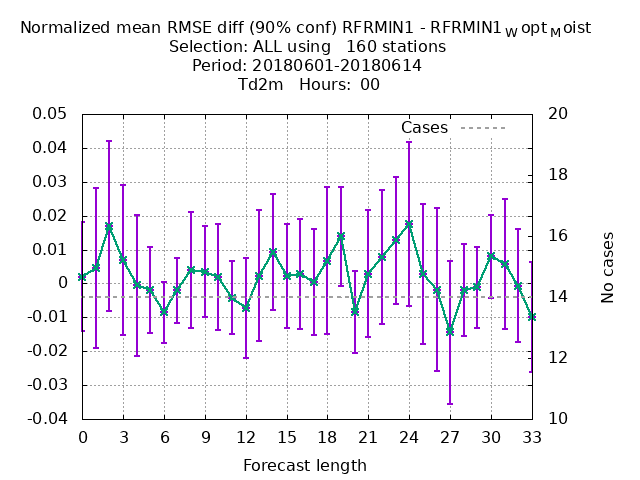 Normalized mean RMSE diff (90% conf) RFRMIN1 - RFRMIN1WoptMoist
Selection: ALL using 160 stations
Period: 20180601-20180614
Td2m Hours: 00
0.05
0.04
0.03
0.02
0.01
0
-0.01
-0.02
-0.03
-0.04
20
18
16
14
12
10
Cases
No cases
0 3 6 9 12 15 18 21 24 27 30 33
Forecast length